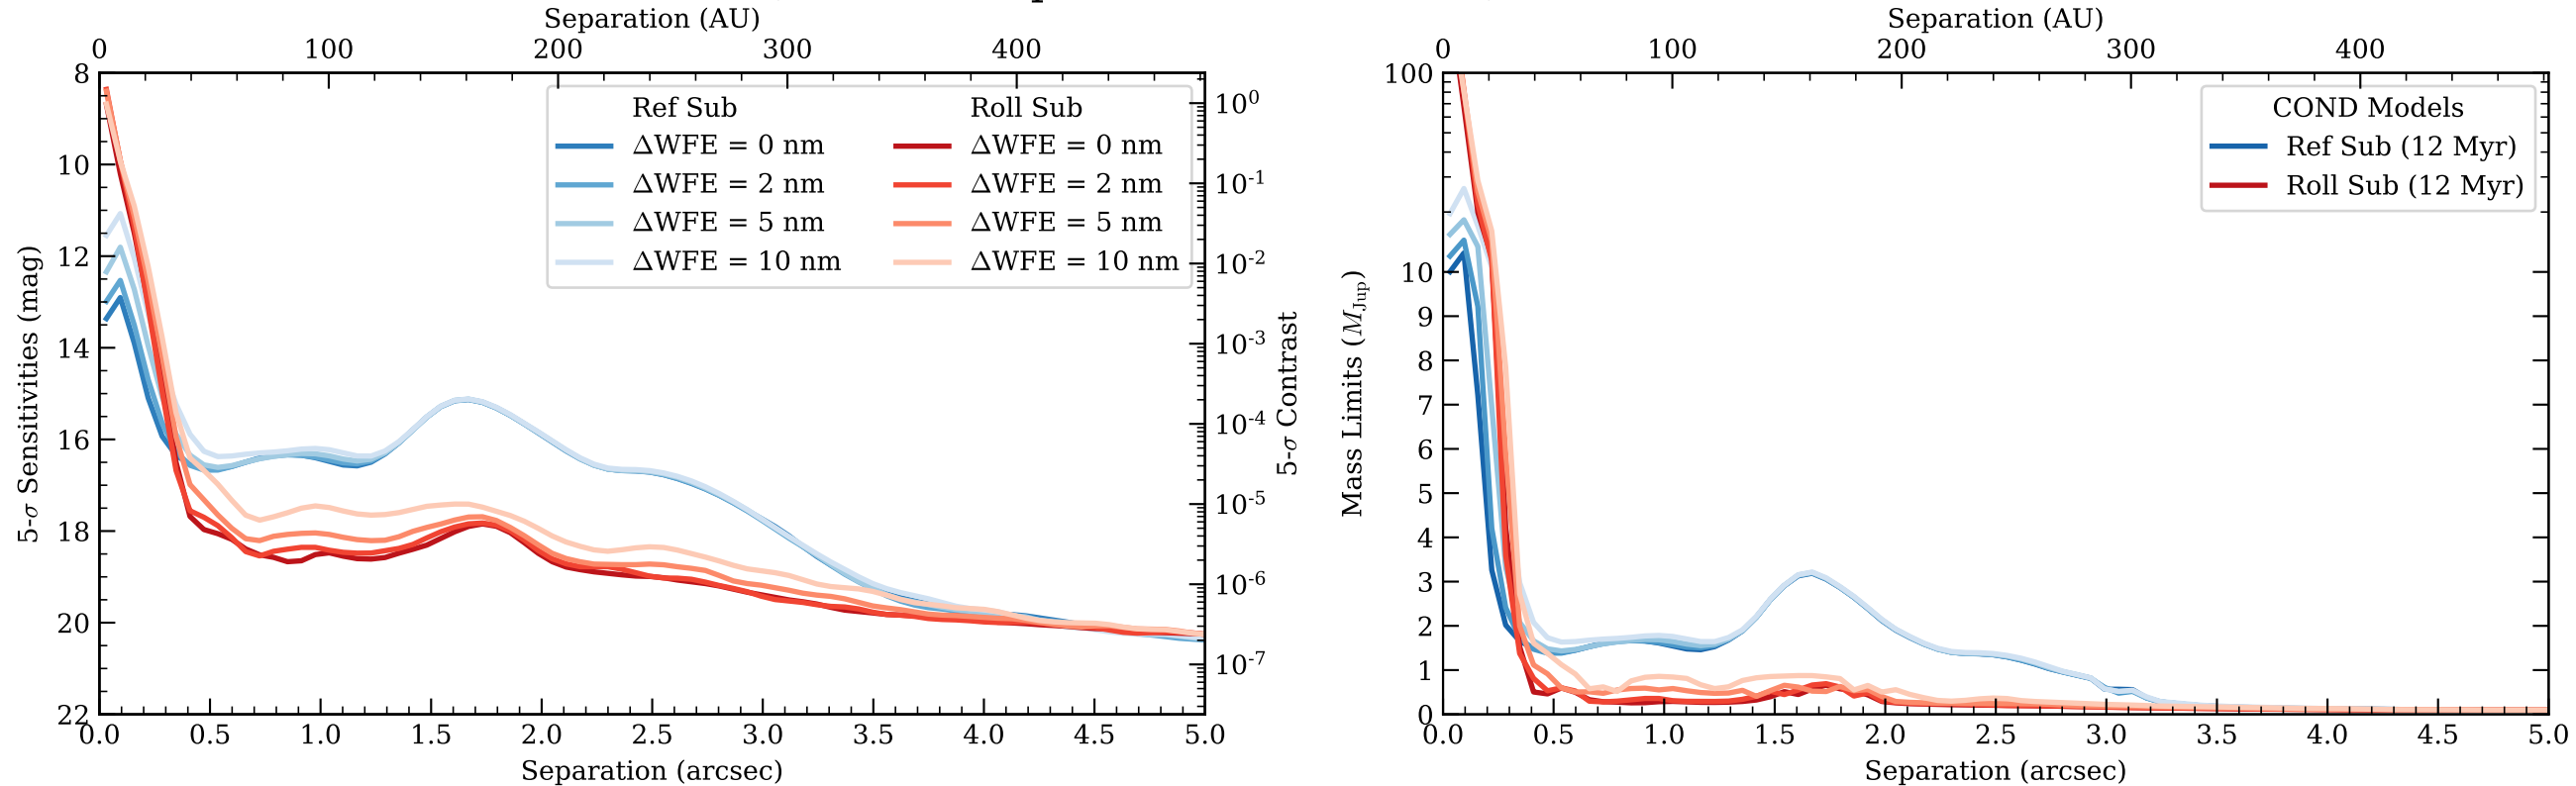 Separation (AU)
0 100 200 300 400
8
10
12
14
16
18
20
22
5-σ Sensitivities (mag)
Ref Sub
ΔWFE = 0 nm
ΔWFE = 2 nm
ΔWFE = 5 nm
ΔWFE = 10 nm
Roll Sub
ΔWFE = 0 nm
ΔWFE = 2 nm
ΔWFE = 5 nm
ΔWFE = 10 nm
10⁰
10⁻¹
10⁻²
10⁻³
10⁻⁴
10⁻⁵
10⁻⁶
10⁻⁷
5-σ Contrast
0.0 0.5 1.0 1.5 2.0 2.5 3.0 3.5 4.0 4.5 5.0
Separation (arcsec)
Separation (AU)
0 100 200 300 400
100
10
9
8
7
6
5
4
3
2
1
0
Mass Limits (M_Jup)
COND Models
Ref Sub (12 Myr)
Roll Sub (12 Myr)
0.0 0.5 1.0 1.5 2.0 2.5 3.0 3.5 4.0 4.5 5.0
Separation (arcsec)